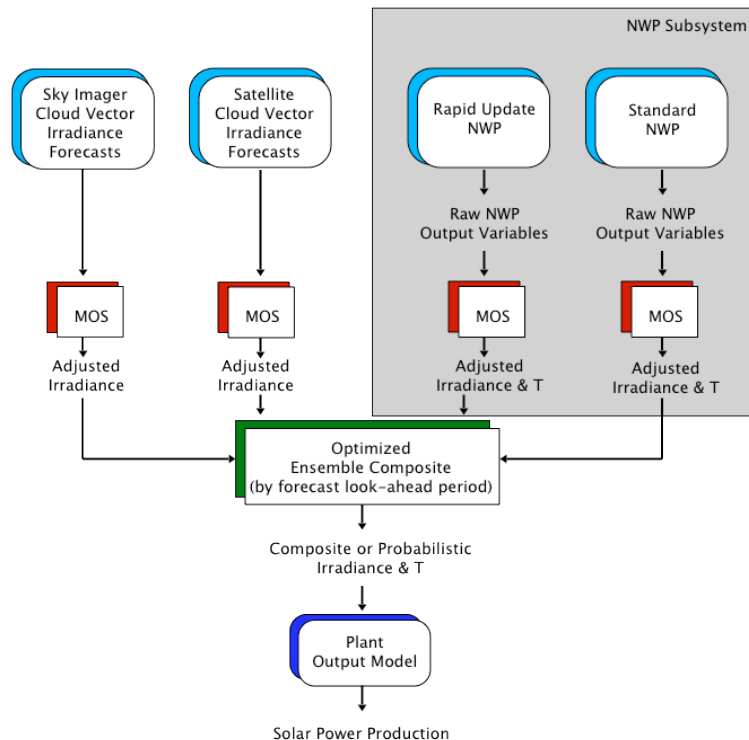 NWP Subsystem
Sky Imager
Cloud Vector
Irradiance
Forecasts
Satellite
Cloud Vector
Irradiance
Forecasts
Rapid Update
NWP
Standard
NWP
Raw NWP
Output Variables
Raw NWP
Output Variables
MOS
MOS
MOS
MOS
Adjusted
Irradiance
Adjusted
Irradiance
Adjusted
Irradiance & T
Adjusted
Irradiance & T
Optimized
Ensemble Composite
(by forecast look-ahead period)
Composite or Probabilistic
Irradiance & T
Plant
Output Model
Solar Power Production